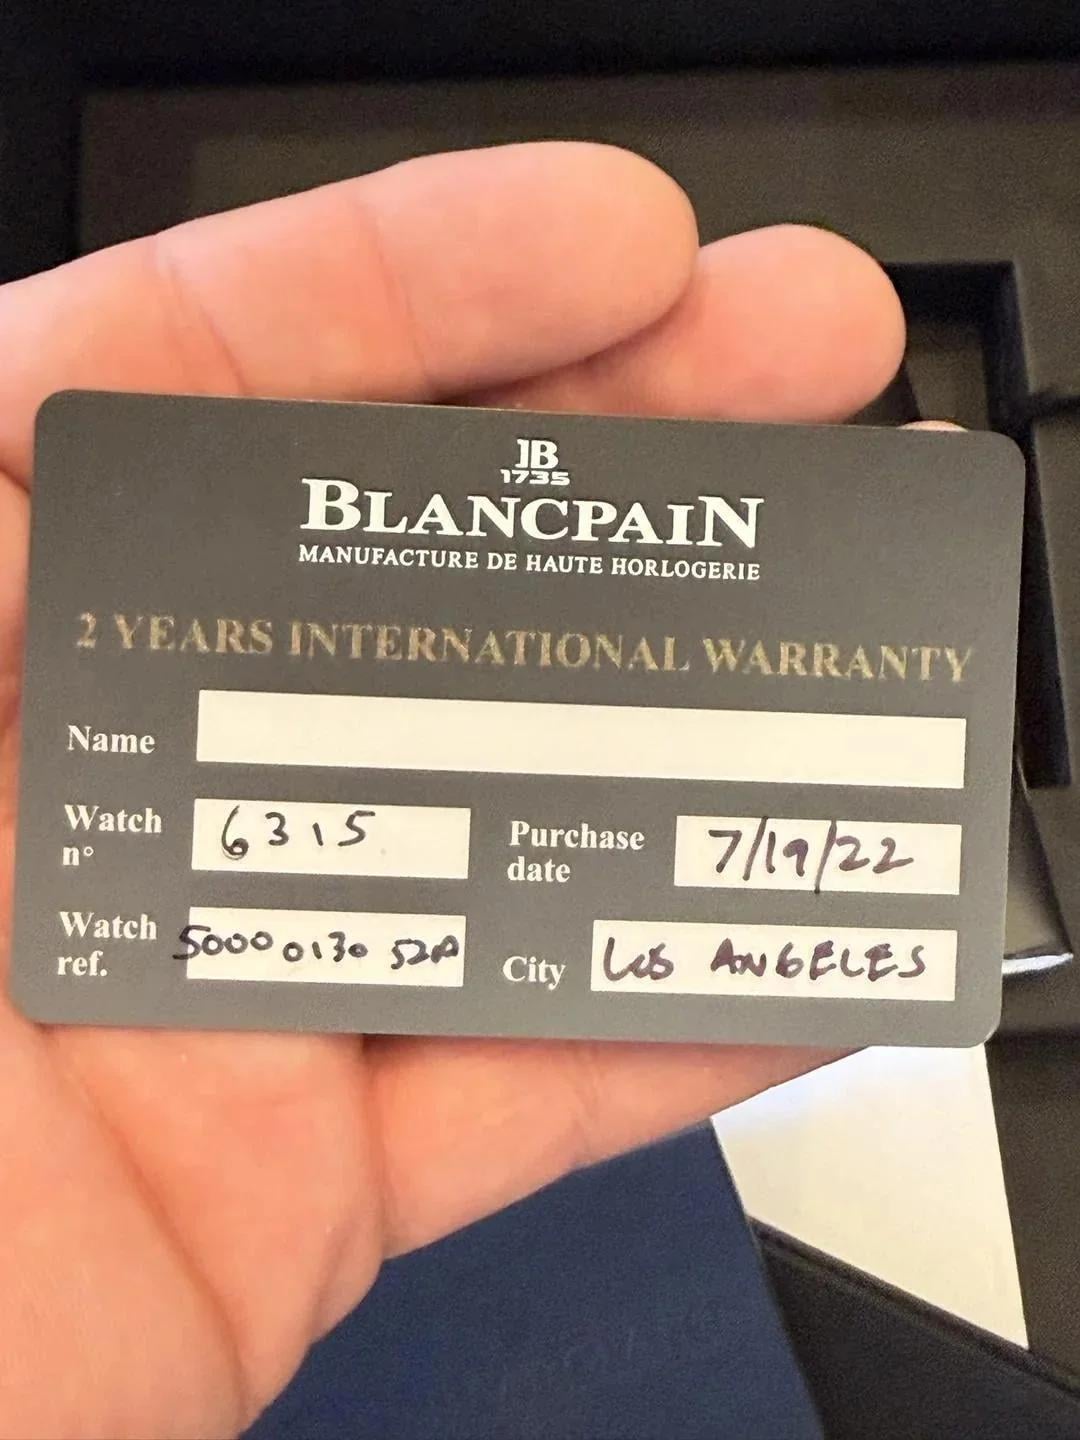 JB
1735
BLANCPAIN
MANUFACTURE DE HAUTE HORLOGERIE
2 YEARS INTERNATIONAL WARRANTY
Name
Watch n° 6315
Purchase date 7/19/22
Watch ref. 5000 0130 52A
City LOS ANGELES